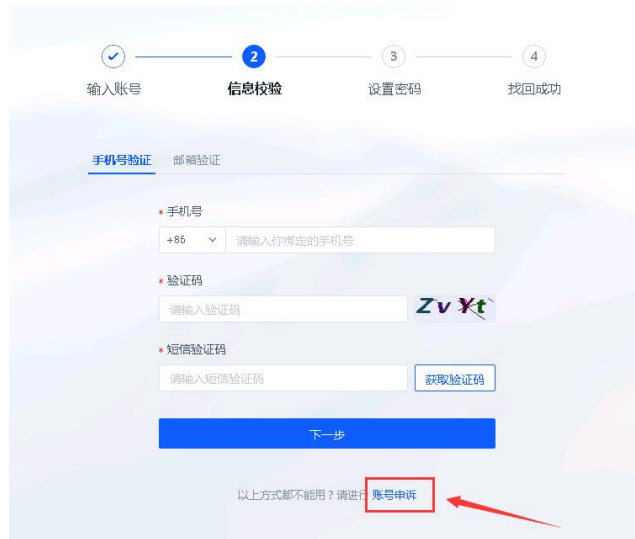 2 3 4
输入账号 信息校验 设置密码 找回成功
手机号验证 邮箱验证
* 手机号
+86 请输入你绑定的手机号
* 验证码
请输入验证码 ZvXt
* 短信验证码
请输入短信验证码 获取验证码
下一步
以上方式都不能用？请进行 账号申诉